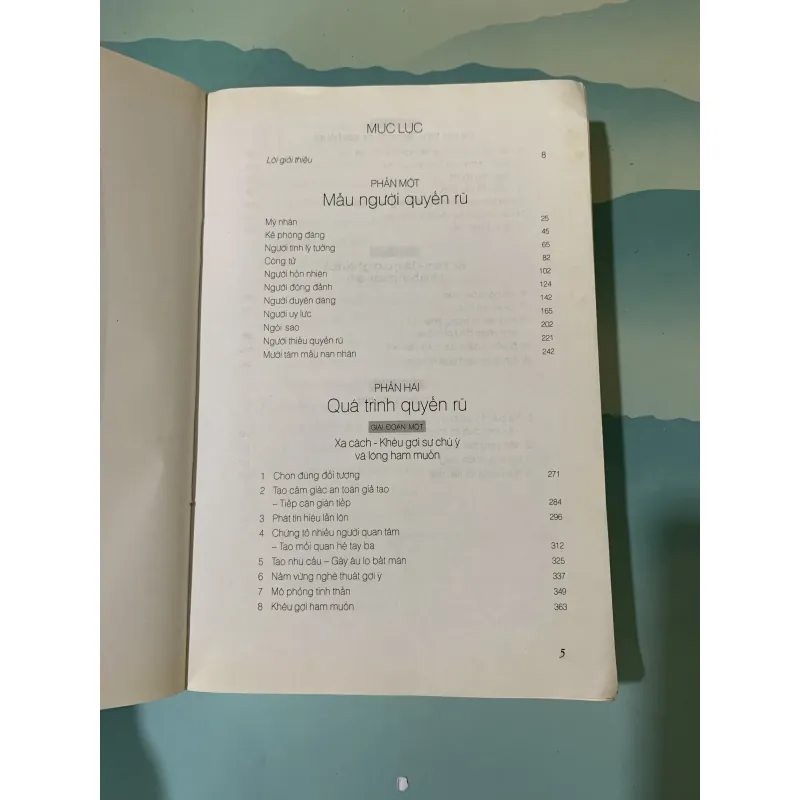 MỤC LỤC
Lời giới thiệu 8
PHẦN MỘT
Mẫu người quyến rũ
Mỹ nhân 25
Kẻ phóng đãng 45
Người tình lý tưởng 65
Công tử 82
Người hồn nhiên 102
Người đỏng đảnh 124
Người duyên dáng 142
Người uy lực 165
Ngôi sao 202
Người thiếu quyến rũ 221
Mười tám mẫu nạn nhân 242
PHẦN HAI
Quá trình quyến rũ
GIAI ĐOẠN MỘT
Xa cách - Khêu gợi sự chú ý
và lòng ham muốn
1 Chọn đúng đối tượng 271
2 Tạo cảm giác an toàn giả tạo
– Tiếp cận gián tiếp 284
3 Phát tín hiệu lẫn lộn 296
4 Chứng tỏ nhiều người quan tâm
– Tạo mối quan hệ tay ba 312
5 Tạo nhu cầu – Gây âu lo bất mãn 325
6 Nắm vững nghệ thuật gợi ý 337
7 Mô phỏng tinh thần 349
8 Khêu gợi ham muốn 363
5